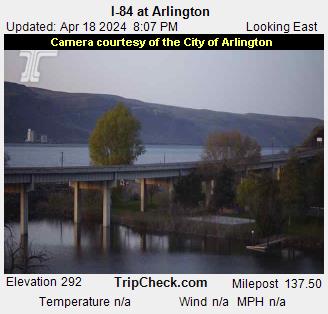 I-84 at Arlington
Updated: Apr 18 2024 8:07 PM Looking East
Camera courtesy of the City of Arlington
Elevation 292 TripCheck.com Milepost 137.50
Temperature n/a Wind n/a MPH n/a